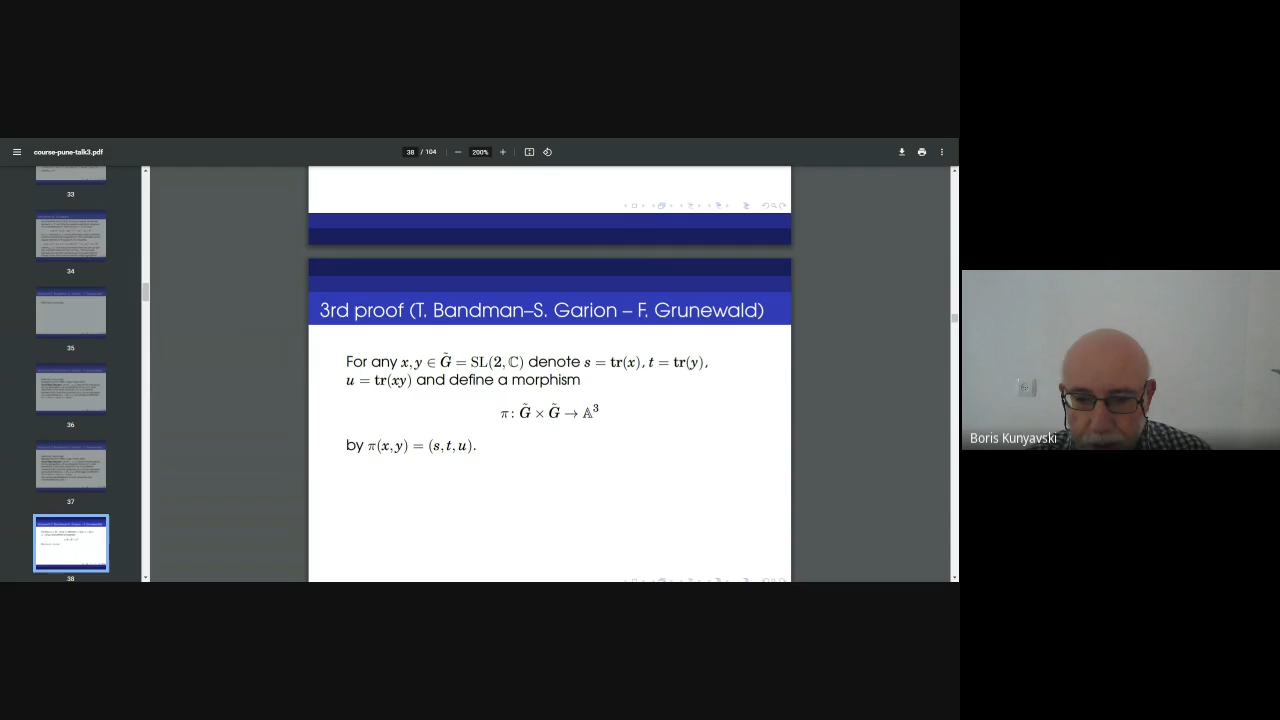 course-pune-talk3.pdf
38 / 104
200%
33
34
35
36
37
38
3rd proof (T. Bandman–S. Garion – F. Grunewald)
For any x, y ∈ G̃ = SL(2, ℂ) denote s = tr(x), t = tr(y),
u = tr(xy) and define a morphism
π: G̃ × G̃ → 𝔸³
by π(x, y) = (s, t, u).
Boris Kunyavski